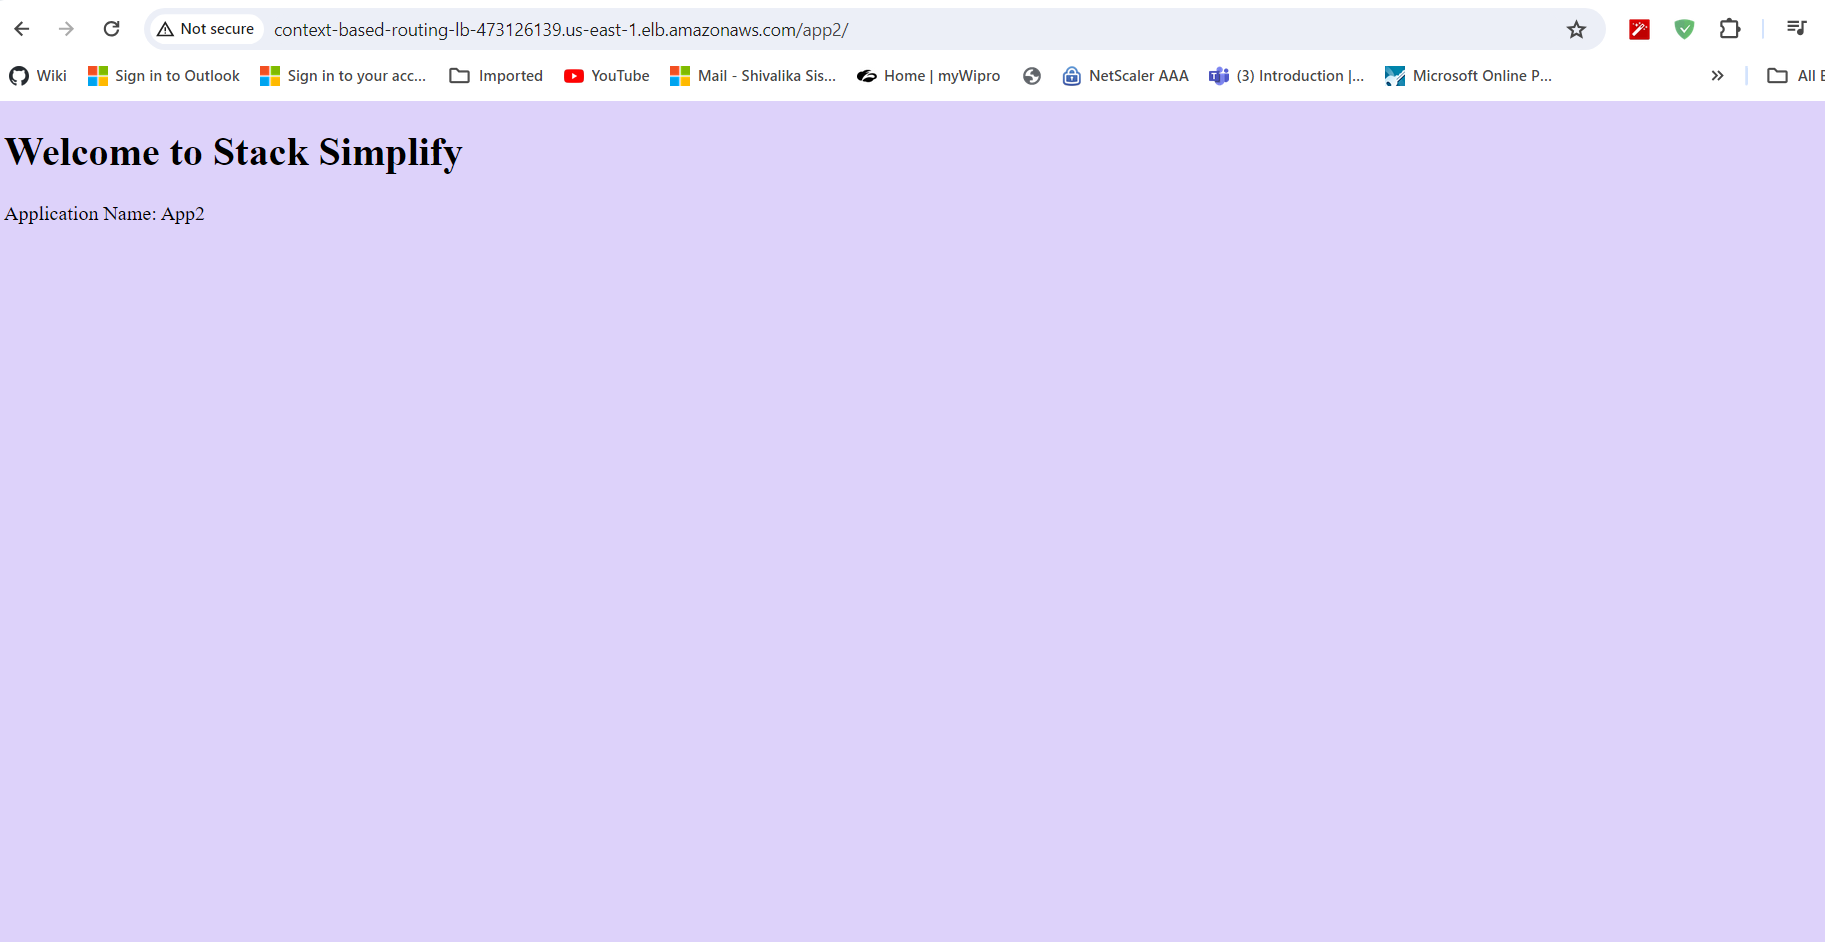 Not secure context-based-routing-lb-473126139.us-east-1.elb.amazonaws.com/app2/
Wiki Sign in to Outlook Sign in to your acc... Imported YouTube Mail - Shivalika Sis... Home | myWipro NetScaler AAA (3) Introduction |... Microsoft Online P... » All
Welcome to Stack Simplify
Application Name: App2